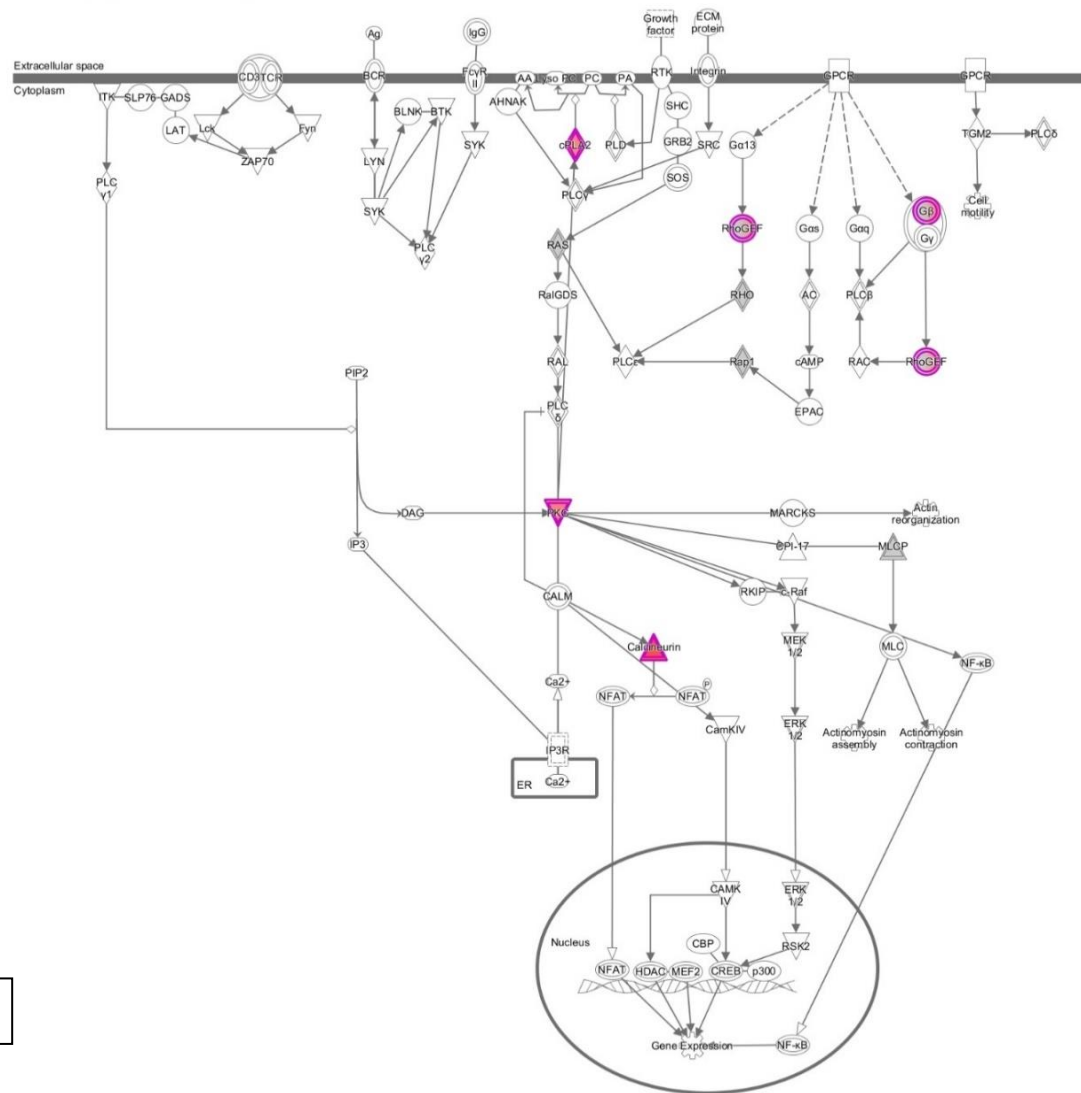 Growth
factor
ECM
protein
Ag
IgG
Extracellular space
Cytoplasm
CD3 TCR
BCR
FcγR
II
AA
Lyso PC
PC
PA
RTK
Integrin
GPCR
GPCR
ITK
SLP76
GADS
LAT
Lck
Fyn
ZAP70
BLNK
BTK
LYN
SYK
SYK
AHNAK
SHC
cPLA2
PLD
GRB2
SRC
SOS
Gα13
TGM2
PLCδ
PLC
γ1
PLCγ
PLC
γ2
Cell
motility
RAS
RhoGEF
Gαs
Gαq
Gβ
Gγ
RalGDS
RHO
AC
PLCβ
RAL
PLCε
Rap1
cAMP
RAC
RhoGEF
PIP2
EPAC
PLC
δ
DAG
PKC
MARCKS
Actin
reorganization
IP3
CPI-17
MLCP
CALM
RKIP
c-Raf
Calcineurin
MEK
1/2
MLC
NF-κB
Ca2+
NFAT
NFAT
P
CamKIV
ERK
1/2
Actinomyosin
assembly
Actinomyosin
contraction
IP3R
ER
Ca2+
CAMK
IV
ERK
1/2
Nucleus
CBP
RSK2
NFAT
HDAC
MEF2
CREB
p300
Gene Expression
NF-κB